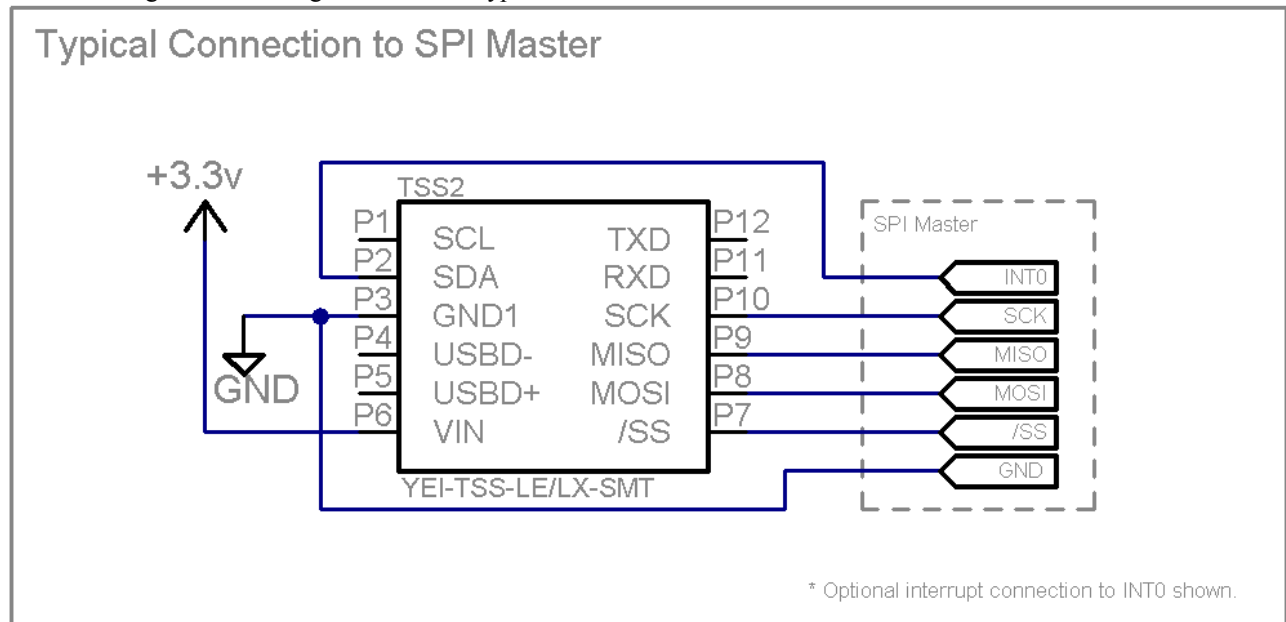 Typical Connection to SPI Master
+3.3v
TSS2
P1 SCL TXD P12
P2 SDA RXD P11
P3 GND1 SCK P10
P4 USBD- MISO P9
P5 USBD+ MOSI P8
P6 VIN /SS P7
GND
YEI-TSS-LE/LX-SMT
SPI Master
INT0
SCK
MISO
MOSI
/SS
GND
* Optional interrupt connection to INT0 shown.